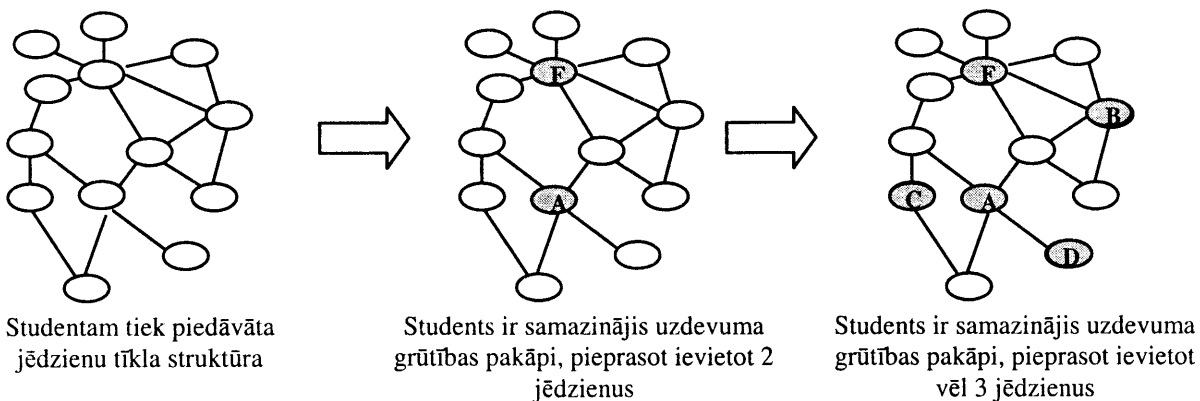 F
A
F
B
C
A
D
Studentam tiek piedāvāta
jēdzienu tīkla struktūra
Students ir samazinājis uzdevuma
grūtības pakāpi, pieprasot ievietot 2
jēdzienus
Students ir samazinājis uzdevuma
grūtības pakāpi, pieprasot ievietot
vēl 3 jēdzienus